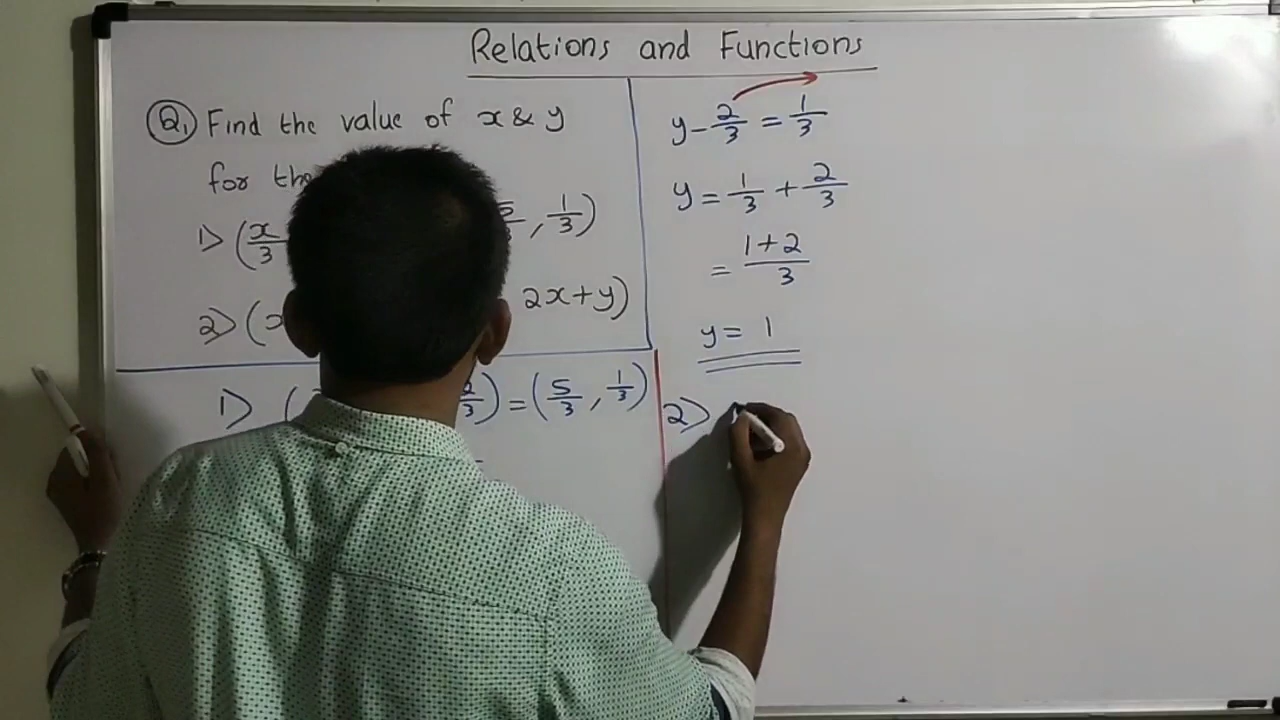 Relations and Functions
Q1 Find the value of x & y
for the
1> (x/3 5/3 , 1/3)
2> (x 2x+y)
1> ( 2/3) = (5/3 , 1/3)
y - 2/3 = 1/3
y = 1/3 + 2/3
= 1+2/3
y = 1
2>